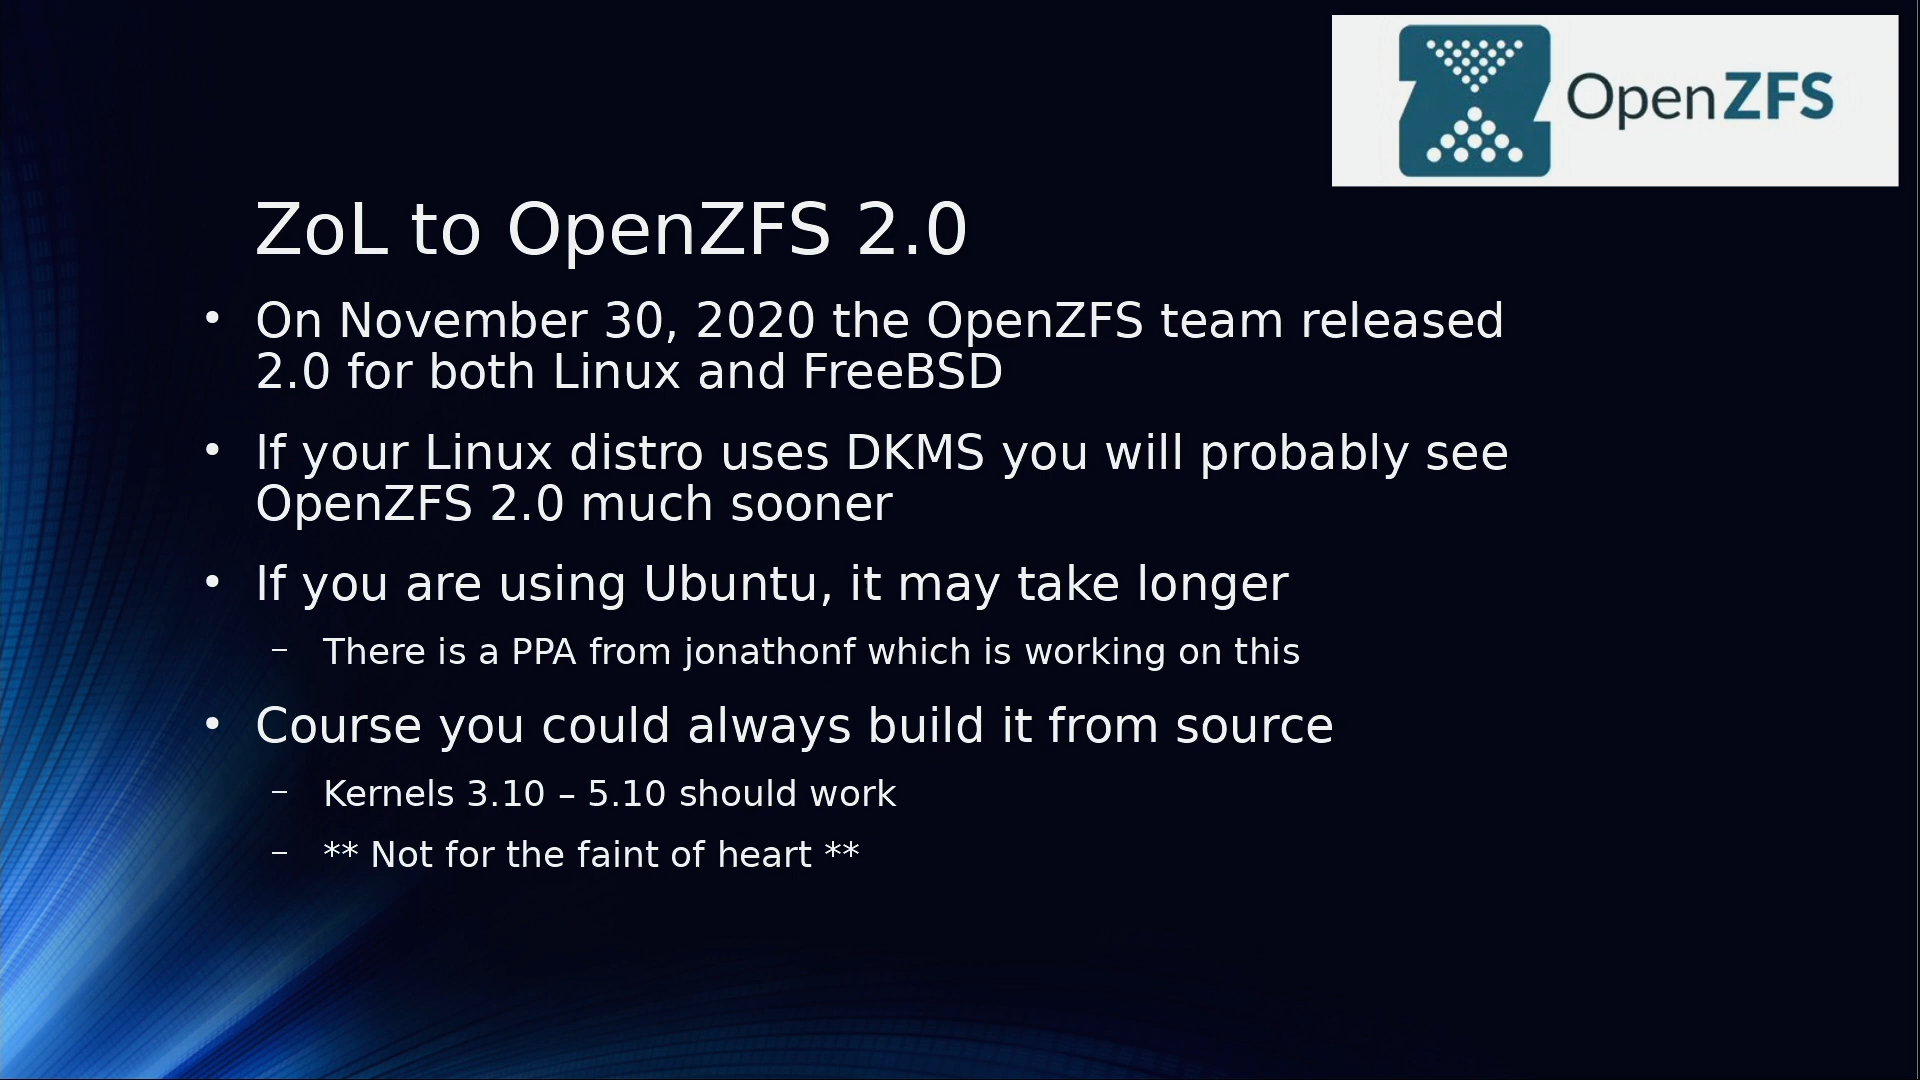 OpenZFS
ZoL to OpenZFS 2.0
• On November 30, 2020 the OpenZFS team released
2.0 for both Linux and FreeBSD
• If your Linux distro uses DKMS you will probably see
OpenZFS 2.0 much sooner
• If you are using Ubuntu, it may take longer
– There is a PPA from jonathonf which is working on this
• Course you could always build it from source
– Kernels 3.10 – 5.10 should work
– ** Not for the faint of heart **